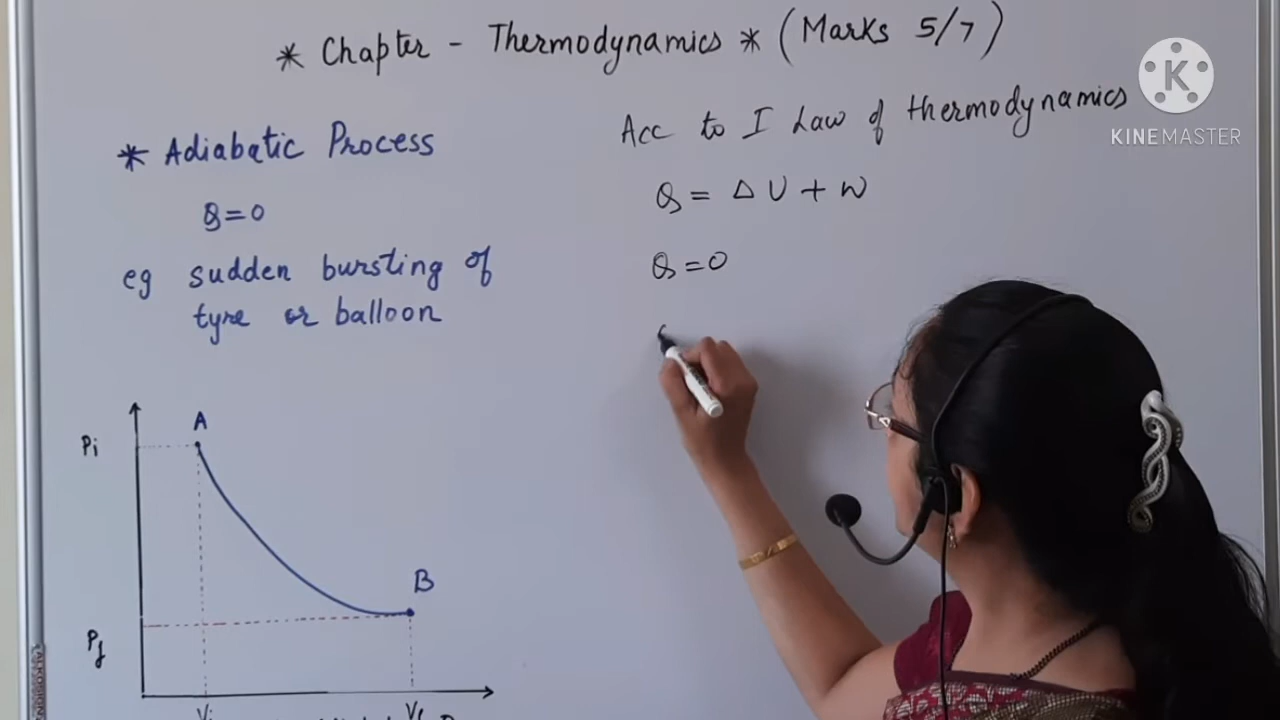 * Chapter - Thermodynamics * (Marks 5/7)
K
KINEMASTER
* Adiabatic Process
Q=0
eg sudden bursting of
tyre or balloon
Acc to I Law of thermodynamics
Q = ΔU + W
Q=0
A
Pi
B
Pf
Vi